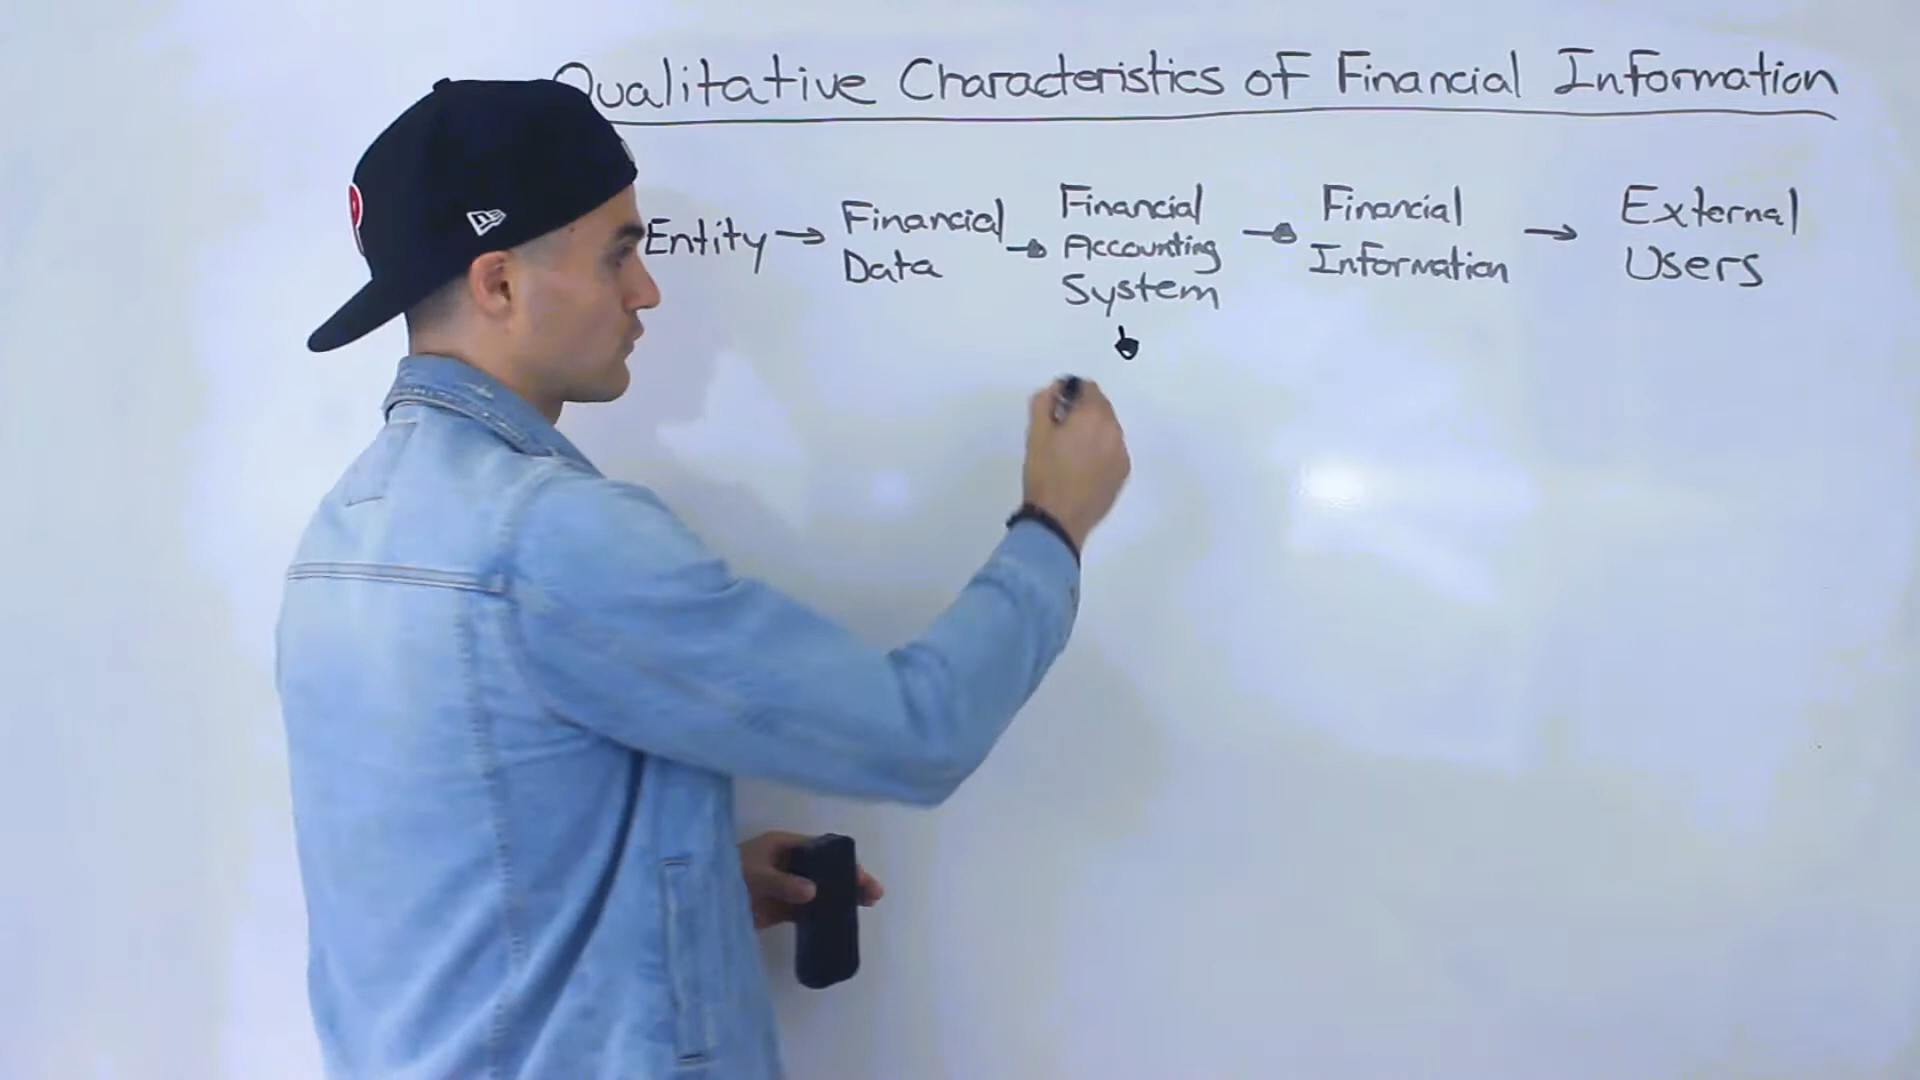 Qualitative Characteristics of Financial Information
Entity → Financial Data → Financial Accounting System → Financial Information → External Users